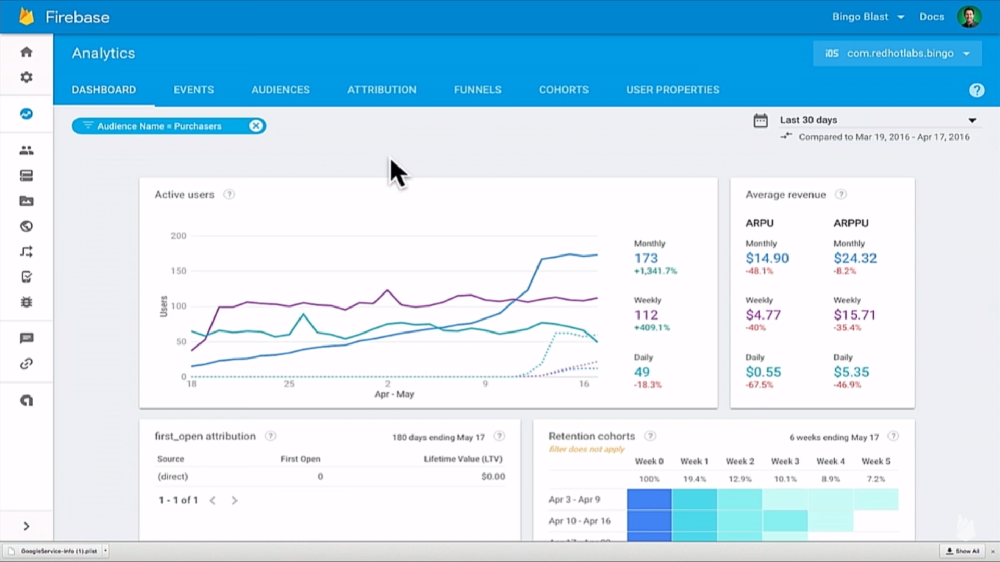 Firebase
Bingo Blast
Docs
Analytics
iOS com.redhotlabs.bingo
DASHBOARD
EVENTS
AUDIENCES
ATTRIBUTION
FUNNELS
COHORTS
USER PROPERTIES
?
Audience Name = Purchasers
Last 30 days
Compared to Mar 19, 2016 - Apr 17, 2016
Active users ?
200
150
100
50
0
Users
18
25
2
9
16
Apr - May
Monthly
173
+1,341.7%
Weekly
112
+409.1%
Daily
49
-18.3%
Average revenue ?
ARPU ARPPU
Monthly Monthly
$14.90 $24.32
-48.1% -8.2%
Weekly Weekly
$4.77 $15.71
-40% -35.4%
Daily Daily
$0.55 $5.35
-67.5% -46.9%
first_open attribution ? 180 days ending May 17 ?
Source First Open Lifetime Value (LTV)
(direct) 0 $0.00
1 - 1 of 1
Retention cohorts ? 6 weeks ending May 17 ?
filter does not apply
Week 0 Week 1 Week 2 Week 3 Week 4 Week 5
100% 19.4% 12.9% 10.1% 8.9% 7.2%
Apr 3 - Apr 9
Apr 10 - Apr 16
GoogleService-Info (1).plist
Show All